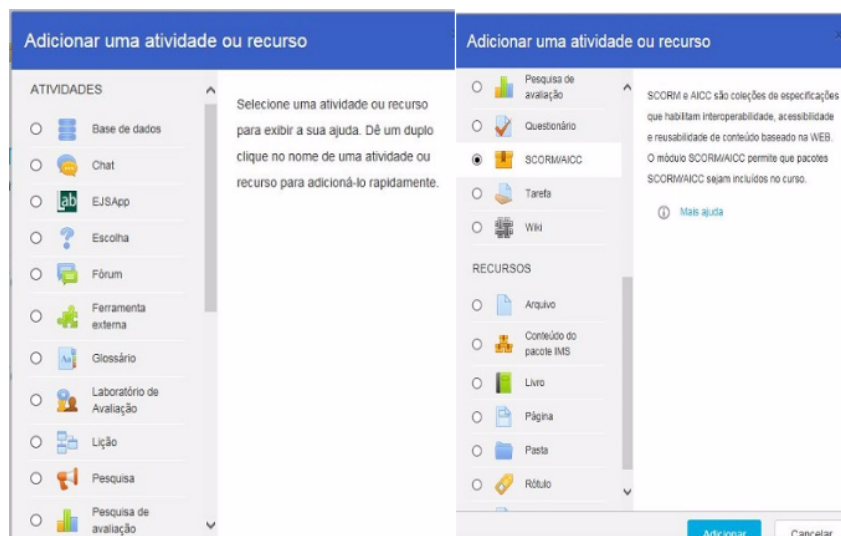 Adicionar uma atividade ou recurso
ATIVIDADES
Base de dados
Chat
EJSApp
Escolha
Fórum
Ferramenta
externa
Glossário
Laboratório de
Avaliação
Lição
Pesquisa
Pesquisa de
avaliação
Selecione uma atividade ou recurso
para exibir a sua ajuda. Dê um duplo
clique no nome de uma atividade ou
recurso para adicioná-lo rapidamente.
Adicionar uma atividade ou recurso
Pesquisa de
avaliação
Questionário
SCORM/AICC
Tarefa
Wiki
RECURSOS
Arquivo
Conteúdo do
pacote IMS
Livro
Página
Pasta
Rótulo
SCORM e AICC são coleções de especificações
que habilitam interoperabilidade, acessibilidade
e reusabilidade de conteúdo baseado na WEB.
O módulo SCORM/AICC permite que pacotes
SCORM/AICC sejam incluídos no curso.
Mais ajuda
Adicionar
Cancelar